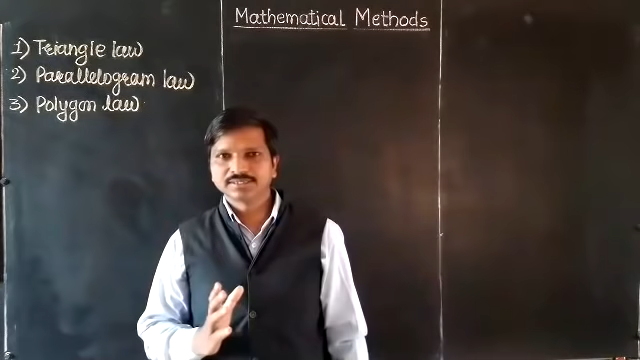 Mathematical Methods
1) Triangle law
2) Parallelogram law
3) Polygon law